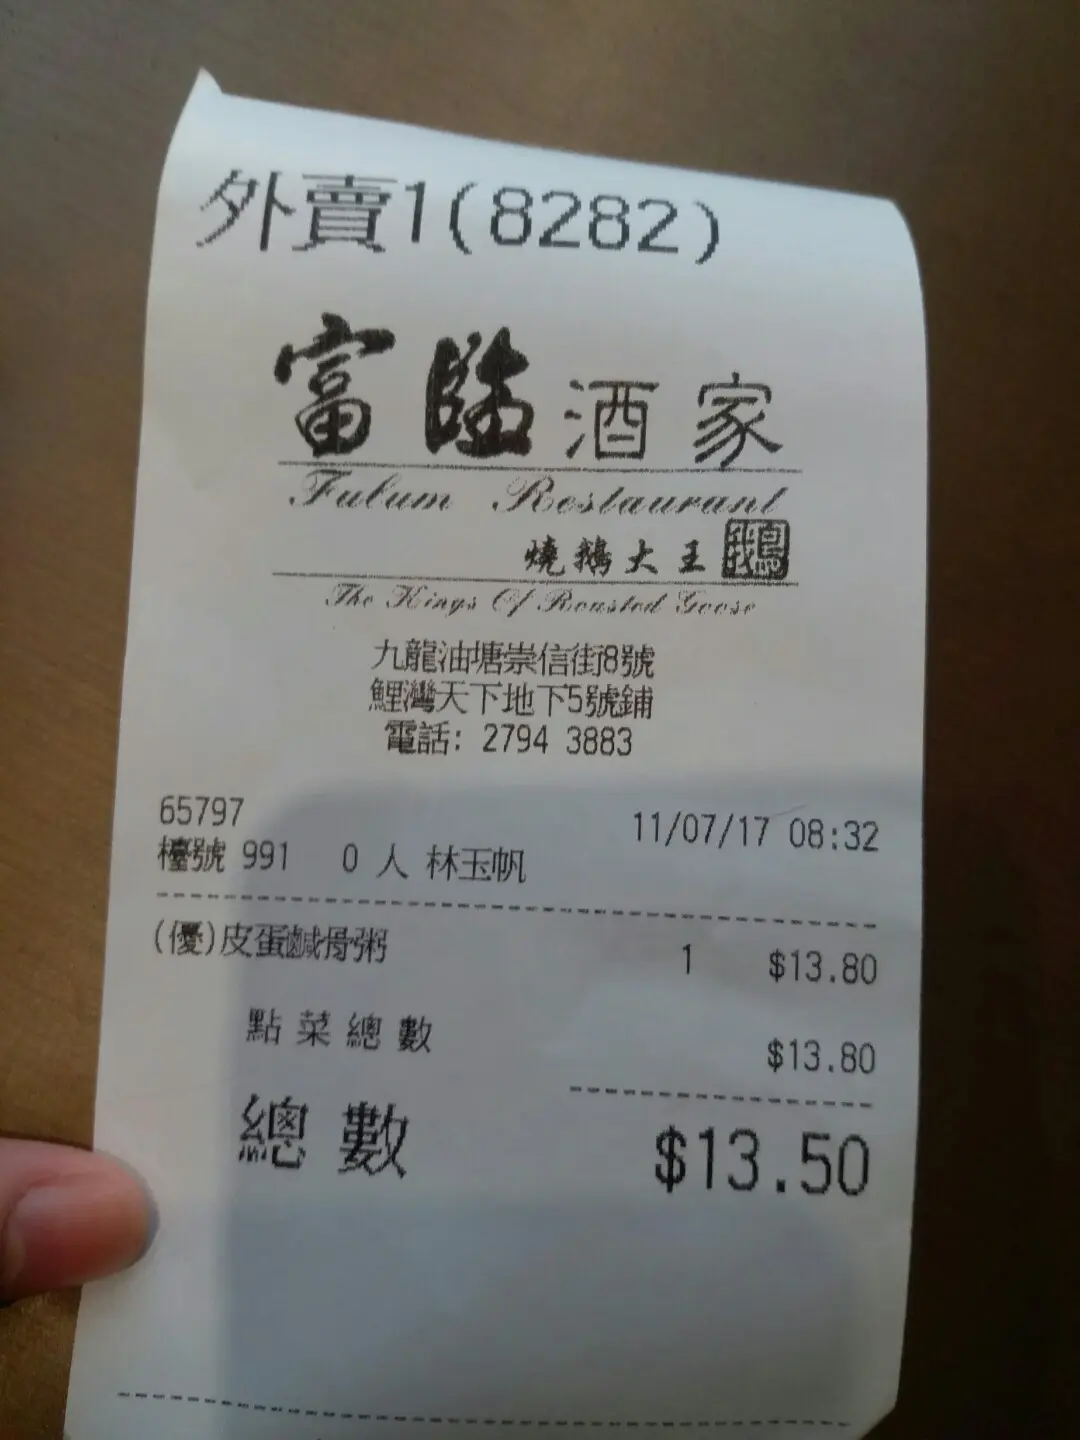 外賣1(8282)
富臨酒家
Fulum Restaurant
燒鵝大王 鵝
The Kings Of Roasted Goose
九龍油塘崇信街8號
鯉灣天下地下5號鋪
電話: 2794 3883
65797 11/07/17 08:32
檯號 991 0 人 林玉帆
(優)皮蛋鹹骨粥 1 $13.80
點菜總數 $13.80
總數 $13.50